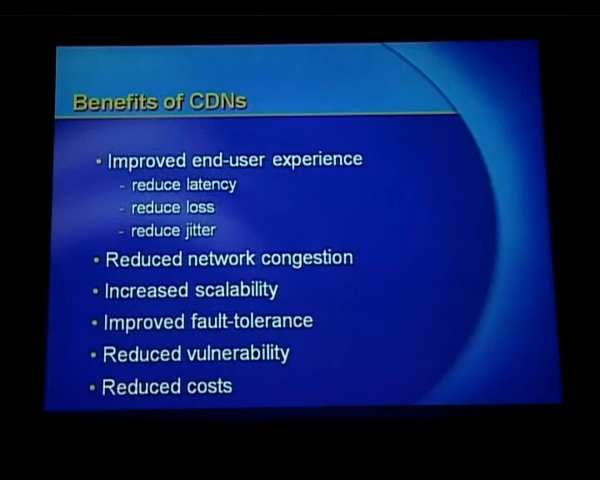 Benefits of CDNs
• Improved end-user experience
- reduce latency
- reduce loss
- reduce jitter
• Reduced network congestion
• Increased scalability
• Improved fault-tolerance
• Reduced vulnerability
• Reduced costs